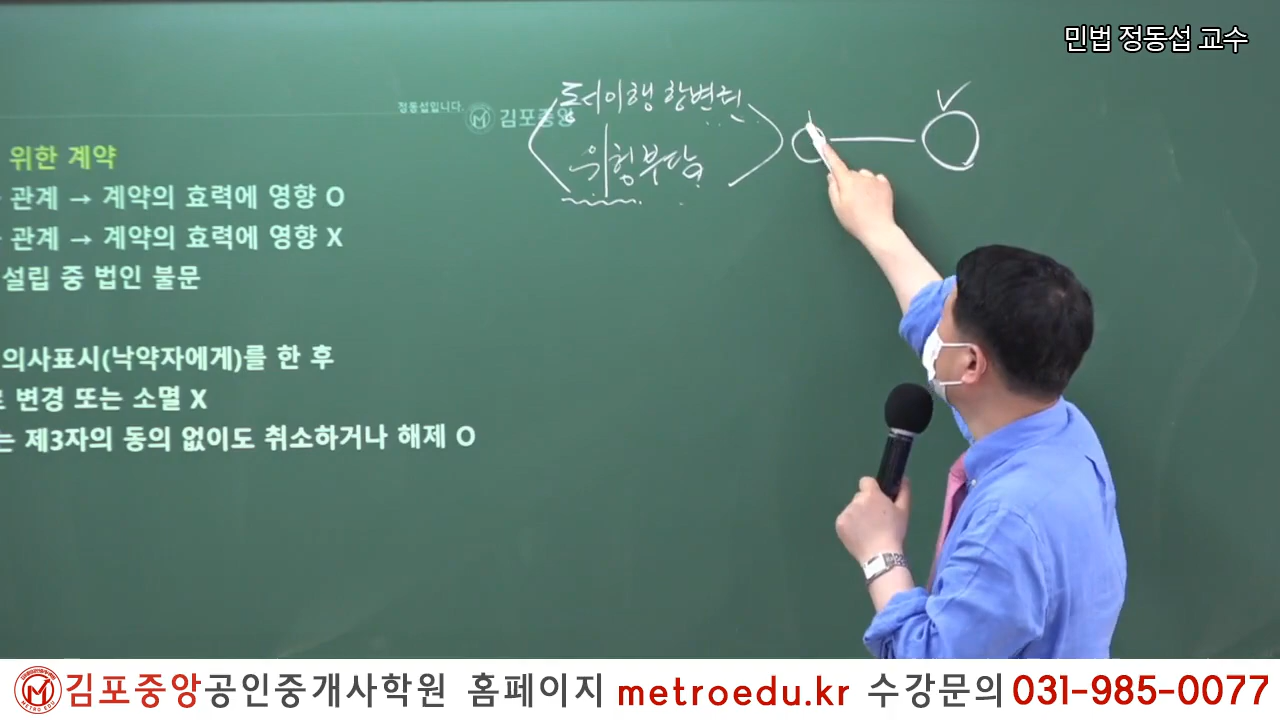 민법 정동섭 교수
정동섭입니다.
김포중앙
동시이행 항변권
위험부담
위한 계약
관계 → 계약의 효력에 영향 O
관계 → 계약의 효력에 영향 X
설립 중 법인 불문
의사표시(낙약자에게)를 한 후
변경 또는 소멸 X
는 제3자의 동의 없이도 취소하거나 해제 O
METRO EDU
김포중앙공인중개사학원 홈페이지 metroedu.kr 수강문의 031-985-0077